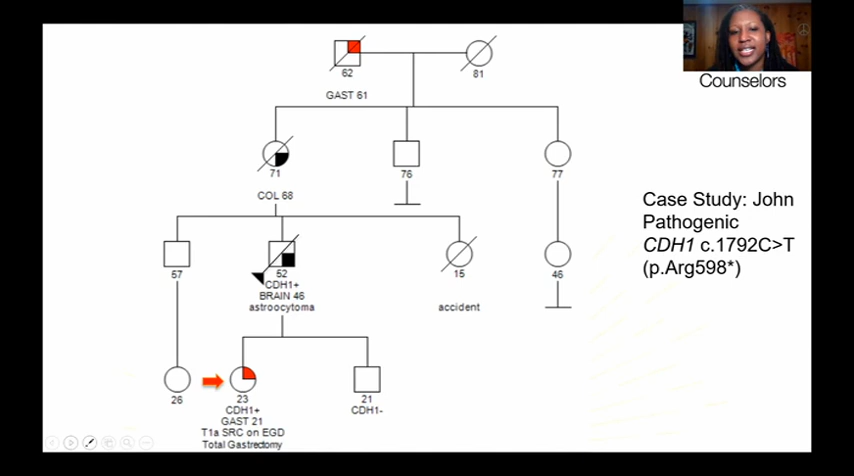 Counselors
62
81
GAST 61
71
76
77
COL 68
57
52
CDH1+
BRAIN 46
astroocytoma
15
accident
46
26
23
CDH1+
GAST 21
T1a SRC on EGD
Total Gastrectomy
21
CDH1-
Case Study: John
Pathogenic
CDH1 c.1792C>T
(p.Arg598*)